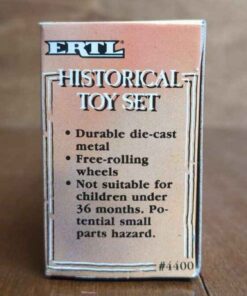 ERTL
HISTORICAL
TOY SET
• Durable die-cast
metal
• Free-rolling
wheels
• Not suitable for
children under
36 months. Po-
tential small
parts hazard.
#4400